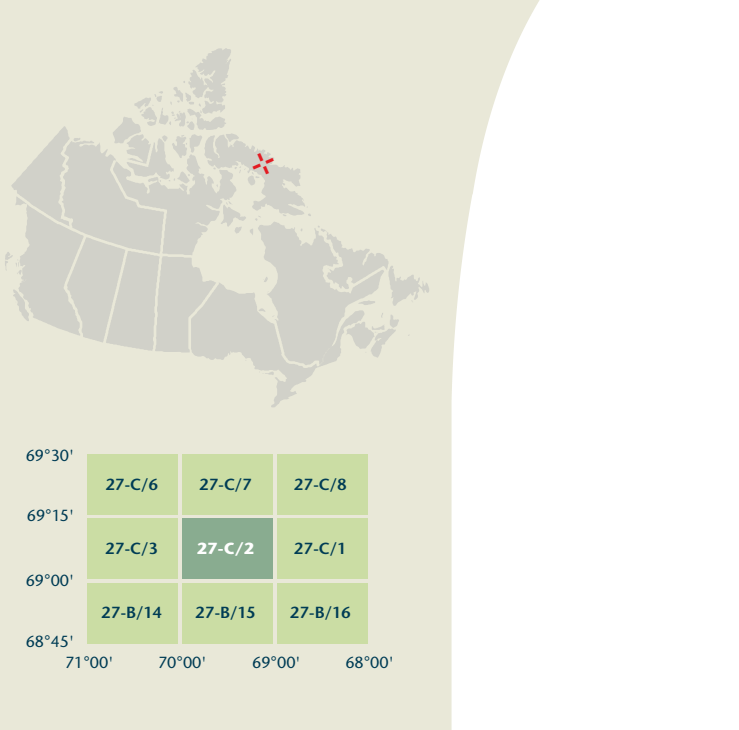 69°30'
27-C/6 27-C/7 27-C/8
69°15'
27-C/3 27-C/2 27-C/1
69°00'
27-B/14 27-B/15 27-B/16
68°45'
71°00' 70°00' 69°00' 68°00'